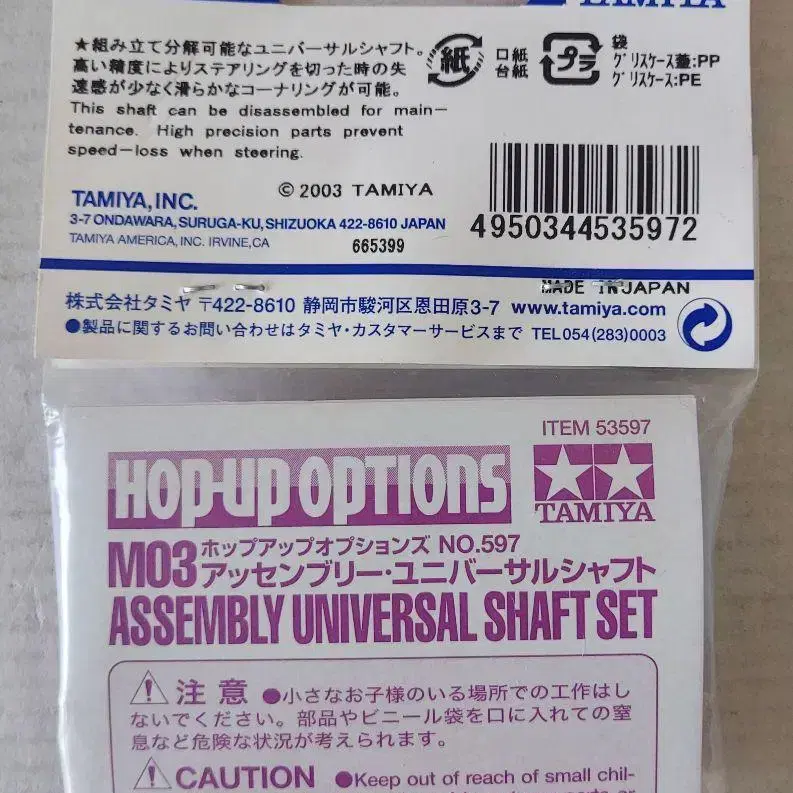 TAMIYA
★組み立て分解可能なユニバーサルシャフト。
高い精度によりステアリングを切った時の失
速感が少なく滑らかなコーナリングが可能。
This shaft can be disassembled for main-
tenance. High precision parts prevent
speed-loss when steering.
紙
口紙
台紙
プラ
袋
グリスケース蓋:PP
グリスケース:PE
© 2003 TAMIYA
TAMIYA, INC.
3-7 ONDAWARA, SURUGA-KU, SHIZUOKA 422-8610 JAPAN
TAMIYA AMERICA, INC. IRVINE, CA
665399
4950344535972
MADE IN JAPAN
株式会社タミヤ 〒422-8610 静岡市駿河区恩田原3-7 www.tamiya.com
●製品に関するお問い合わせはタミヤ・カスタマーサービスまで TEL 054(283)0003
ITEM 53597
HOP-UP OPTIONS
TAMIYA
M03 ホップアップオプションズ NO.597
アッセンブリー・ユニバーサルシャフト
ASSEMBLY UNIVERSAL SHAFT SET
注意 ●小さなお子様のいる場所での工作はし
ないでください。部品やビニール袋を口に入れての窒
息など危険な状況が考えられます。
CAUTION ●Keep out of reach of small chil-